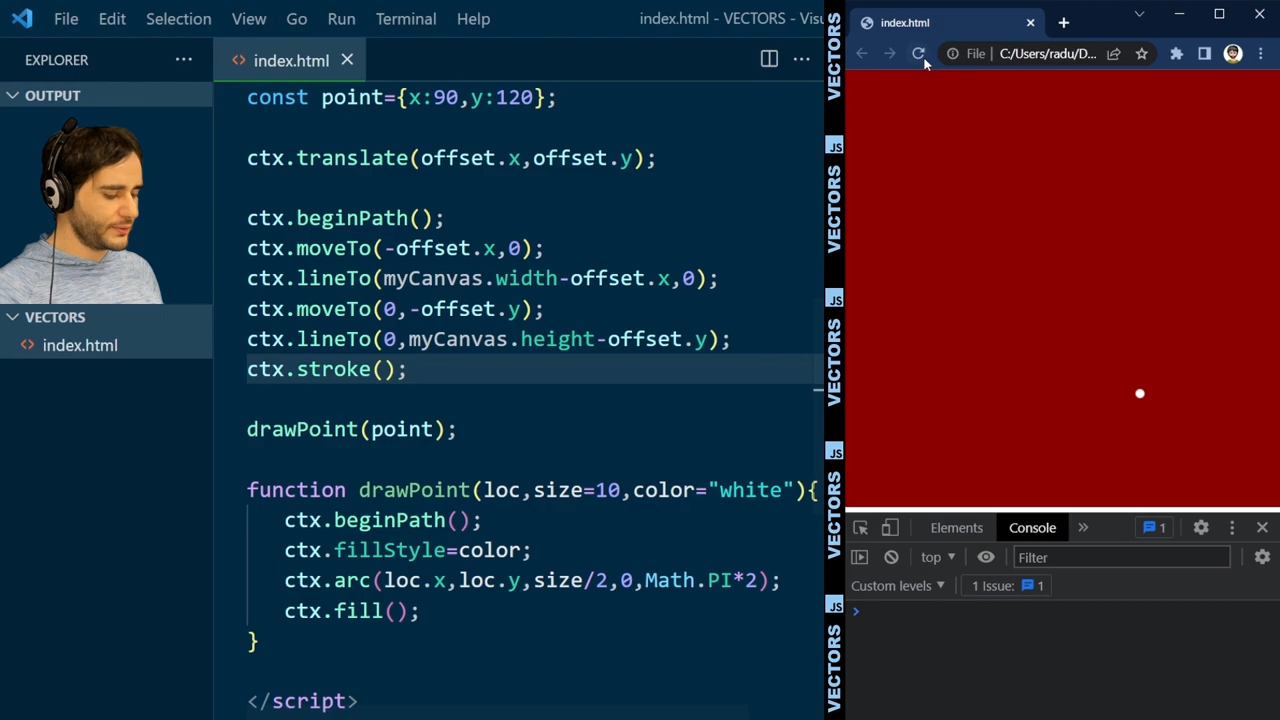 File Edit Selection View Go Run Terminal Help index.html - VECTORS - Visu
EXPLORER
OUTPUT
VECTORS
index.html
index.html
const point={x:90,y:120};
ctx.translate(offset.x,offset.y);
ctx.beginPath();
ctx.moveTo(-offset.x,0);
ctx.lineTo(myCanvas.width-offset.x,0);
ctx.moveTo(0,-offset.y);
ctx.lineTo(0,myCanvas.height-offset.y);
ctx.stroke();
drawPoint(point);
function drawPoint(loc,size=10,color="white"){
ctx.beginPath();
ctx.fillStyle=color;
ctx.arc(loc.x,loc.y,size/2,0,Math.PI*2);
ctx.fill();
}
</script>
VECTORS
JS
VECTORS
JS
VECTORS
JS
VECTORS
JS
VECTORS
index.html
File C:/Users/radu/D...
Elements Console 1
top Filter
Custom levels 1 Issue: 1